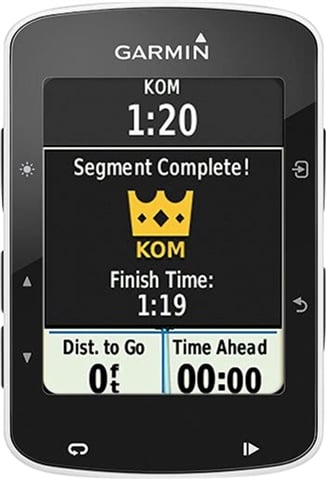 GARMIN
KOM
1:20
Segment Complete!
KOM
Finish Time:
1:19
Dist. to Go
Time Ahead
0ft
00:00